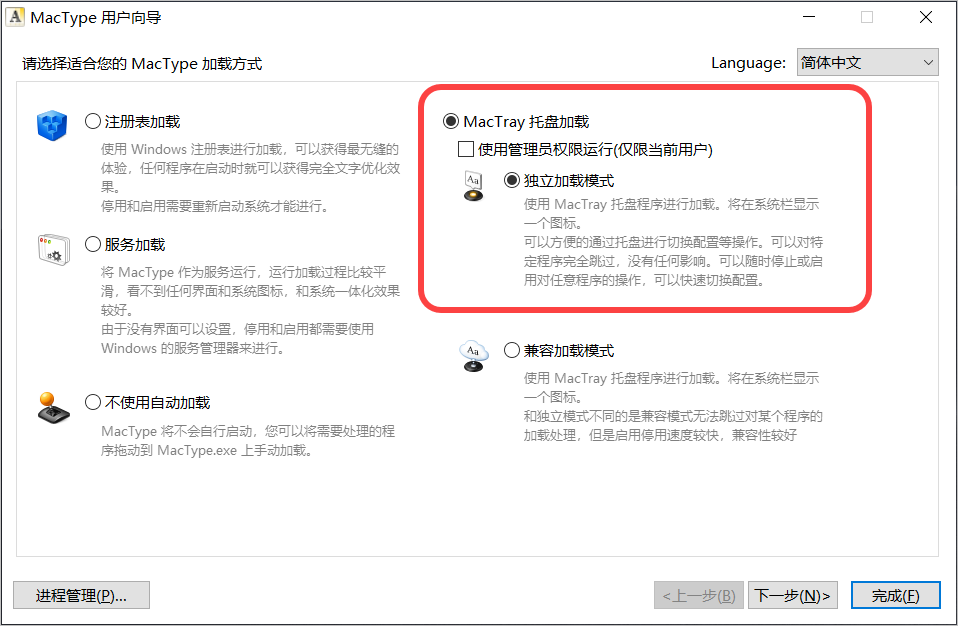 MacType 用户向导
请选择适合您的 MacType 加载方式
Language: 简体中文
注册表加载
使用 Windows 注册表进行加载，可以获得最无缝的
体验，任何程序在启动时就可以获得完全文字优化效
果。
停用和启用需要重新启动系统才能进行。
服务加载
将 MacType 作为服务运行，运行加载过程比较平
滑，看不到任何界面和系统图标，和系统一体化效果
较好。
由于没有界面可以设置，停用和启用都需要使用
Windows 的服务管理器来进行。
不使用自动加载
MacType 将不会自行启动，您可以将需要处理的程
序拖动到 MacType.exe 上手动加载。
MacTray 托盘加载
使用管理员权限运行(仅限当前用户)
独立加载模式
使用 MacTray 托盘程序进行加载。将在系统栏显示
一个图标。
可以方便的通过托盘进行切换配置等操作。可以对特
定程序完全跳过，没有任何影响。可以随时停止或启
用对任意程序的操作，可以快速切换配置。
兼容加载模式
使用 MacTray 托盘程序进行加载。将在系统栏显示
一个图标。
和独立模式不同的是兼容模式无法跳过对某个程序的
加载处理，但是启用停用速度较快，兼容性较好
进程管理(P)...
<上一步(B)
下一步(N)>
完成(F)